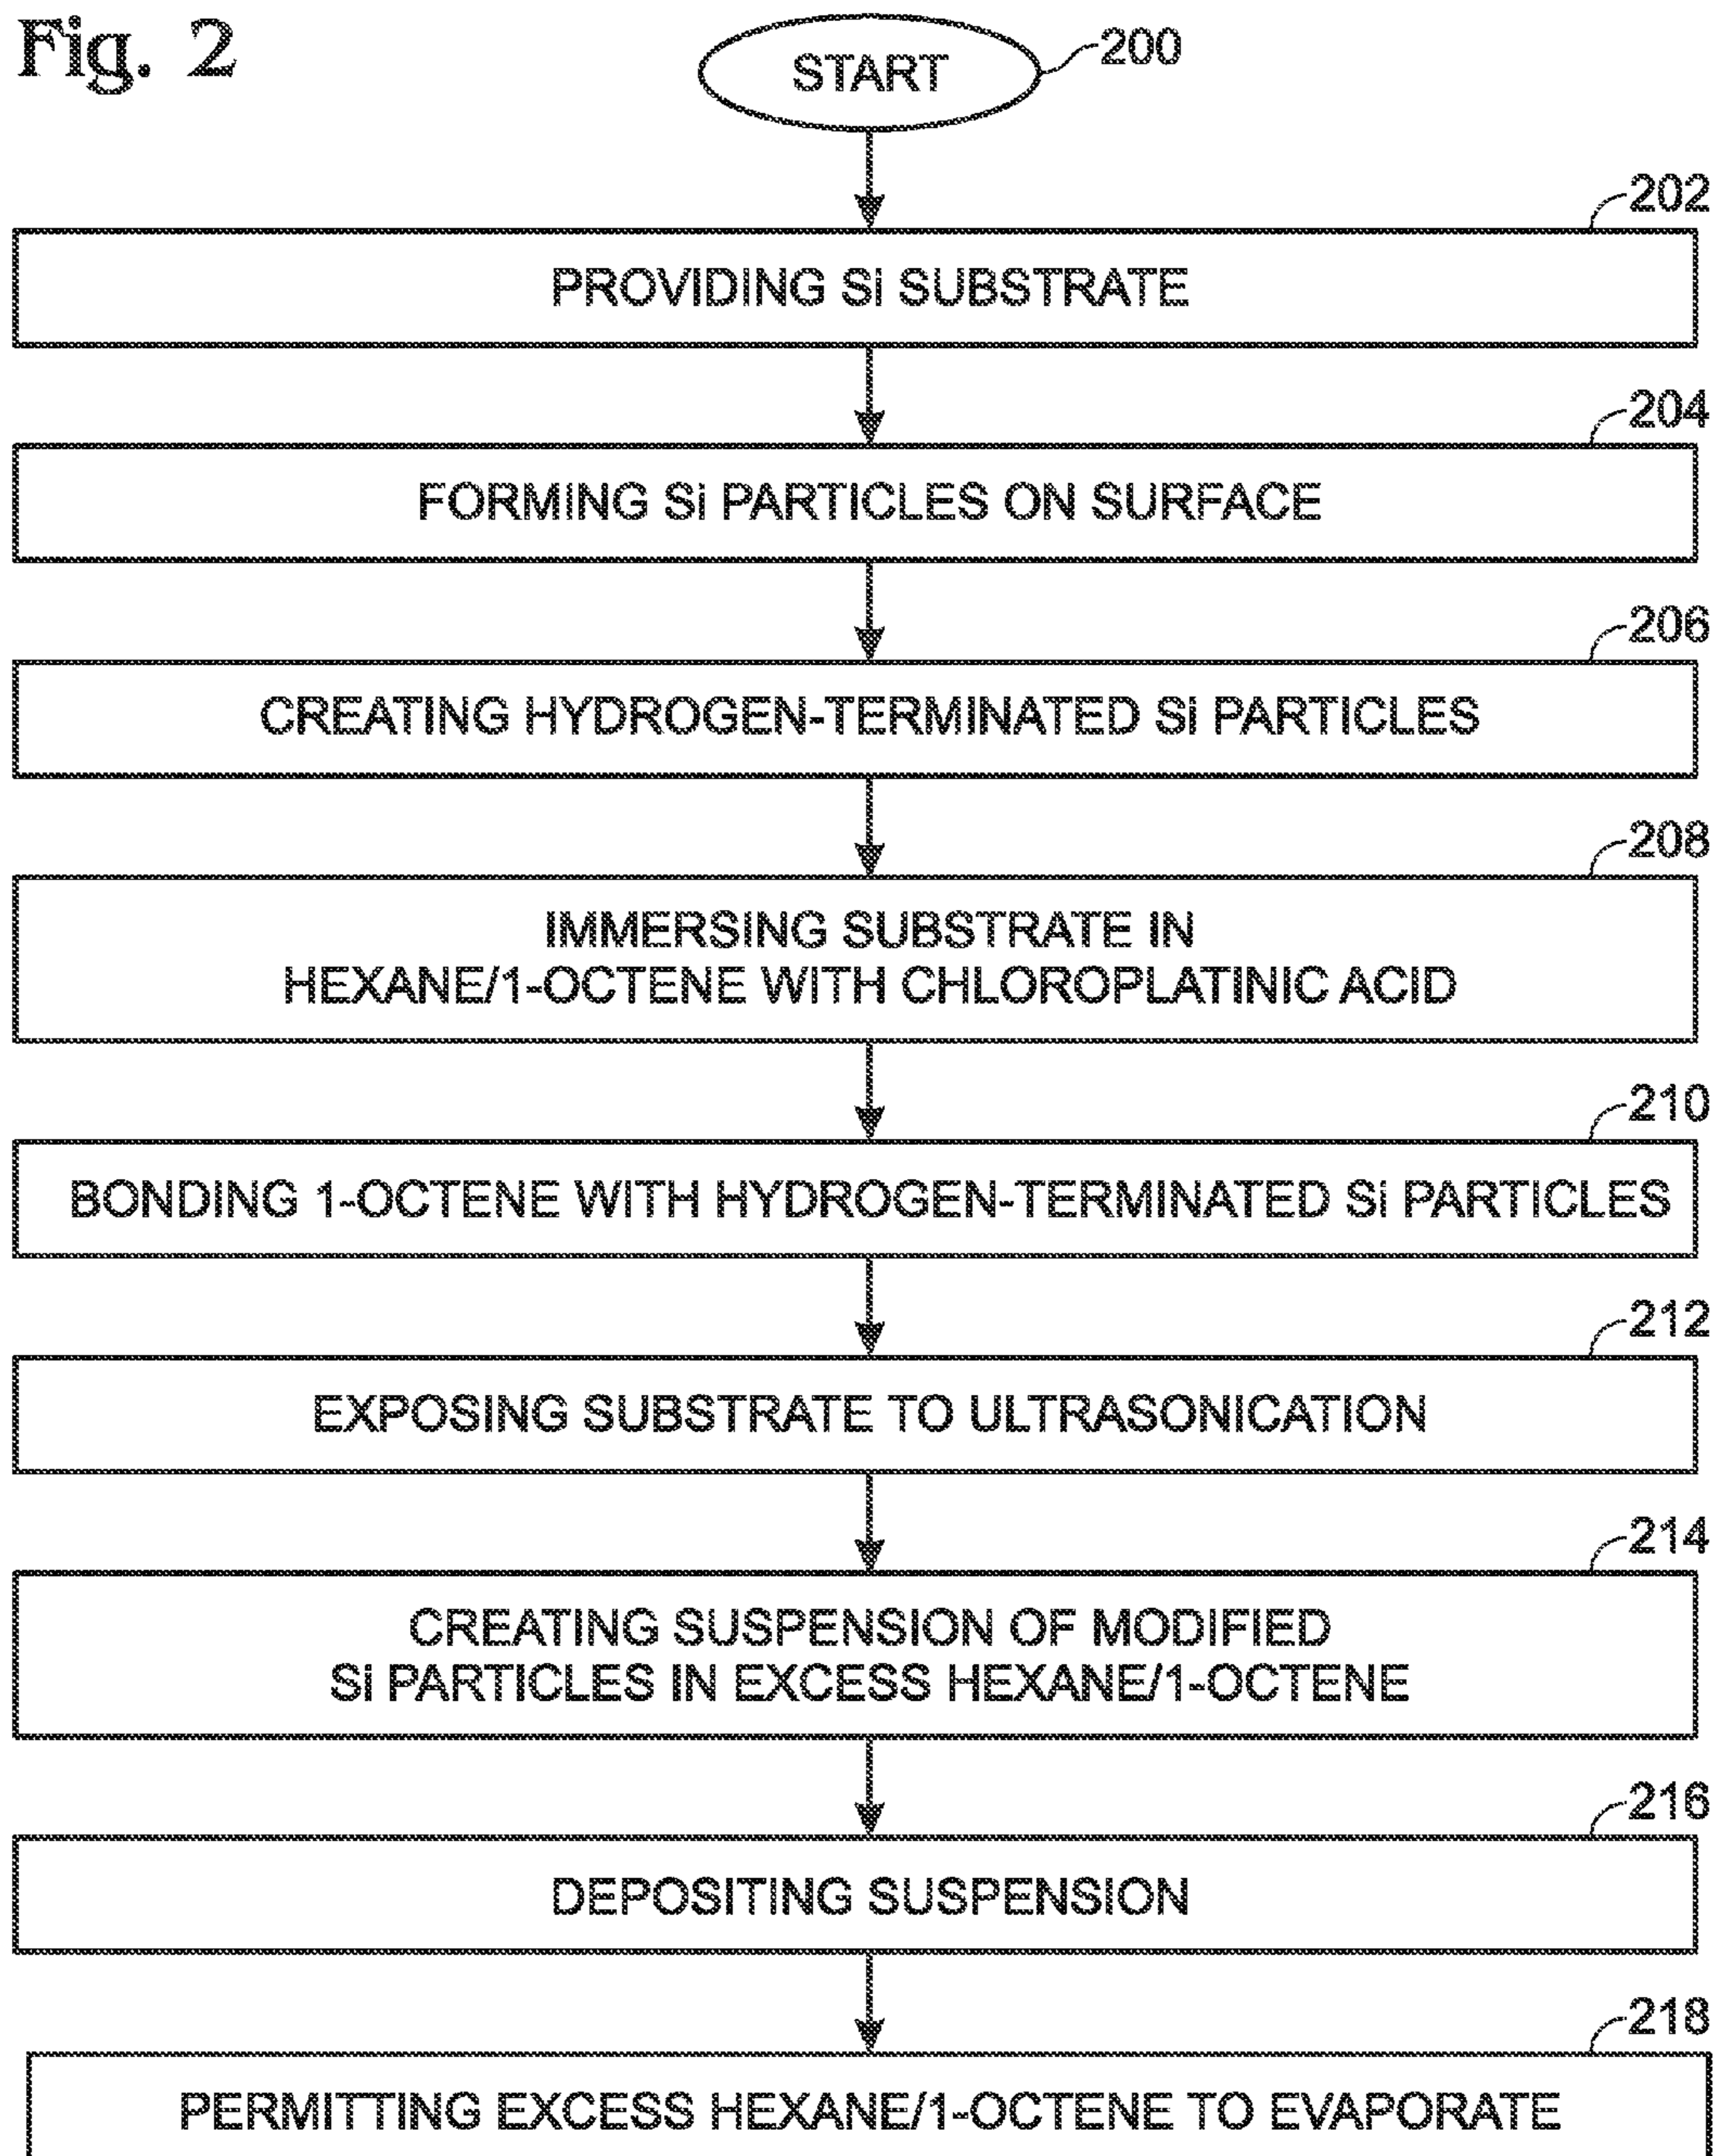 Fig. 2
START
200
202
PROVIDING Si SUBSTRATE
204
FORMING Si PARTICLES ON SURFACE
206
CREATING HYDROGEN-TERMINATED Si PARTICLES
208
IMMERSING SUBSTRATE IN
HEXANE/1-OCTENE WITH CHLOROPLATINIC ACID
210
BONDING 1-OCTENE WITH HYDROGEN-TERMINATED Si PARTICLES
212
EXPOSING SUBSTRATE TO ULTRASONICATION
214
CREATING SUSPENSION OF MODIFIED
Si PARTICLES IN EXCESS HEXANE/1-OCTENE
216
DEPOSITING SUSPENSION
218
PERMITTING EXCESS HEXANE/1-OCTENE TO EVAPORATE